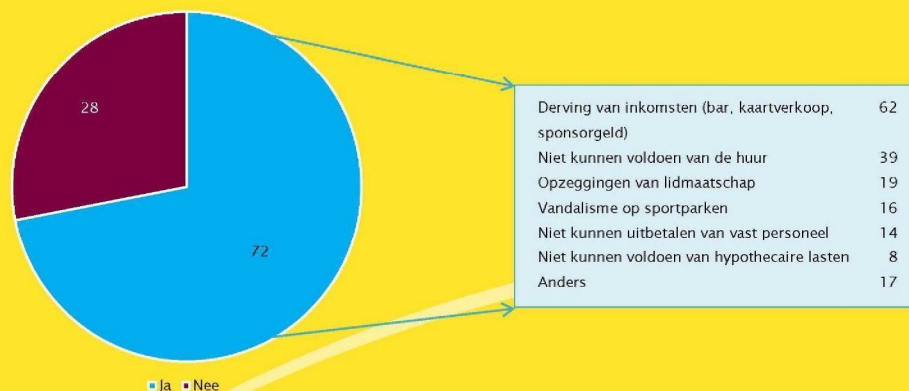 28
72
Derving van inkomsten (bar, kaartverkoop, 62
sponsorgeld)
Niet kunnen voldoen van de huur 39
Opzeggingen van lidmaatschap 19
Vandalisme op sportparken 16
Niet kunnen uitbetalen van vast personeel 14
Niet kunnen voldoen van hypothecaire lasten 8
Anders 17
Ja Nee